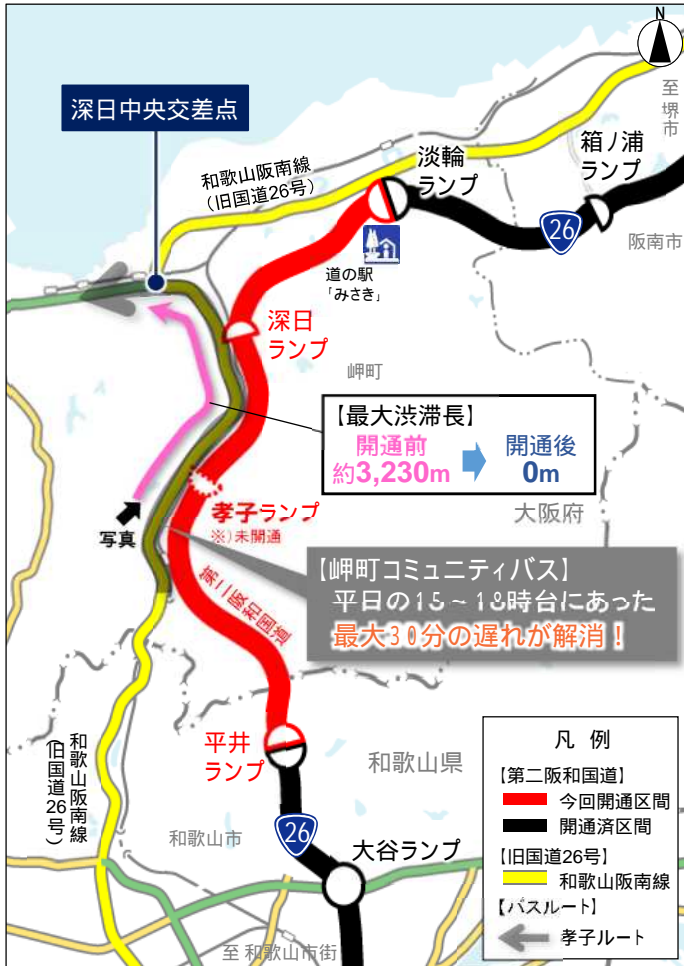 N
至
堺
市
深日中央交差点
箱ノ浦
ランプ
淡輪
ランプ
和歌山阪南線
(旧国道26号)
26
阪南市
道の駅
「みさき」
深日
ランプ
岬町
【最大渋滞長】
開通前
約3,230m
開通後
0m
孝子ランプ
※)未開通
写真
大阪府
第二阪和国道
【岬町コミュニティバス】
平日の15~18時台にあった
最大30分の遅れが解消!
平井
ランプ
和歌山阪南線
(旧国道26号)
和歌山県
和歌山市
26
大谷ランプ
至 和歌山市街
凡 例
【第二阪和国道】
今回開通区間
開通済区間
【旧国道26号】
和歌山阪南線
【バスルート】
孝子ルート